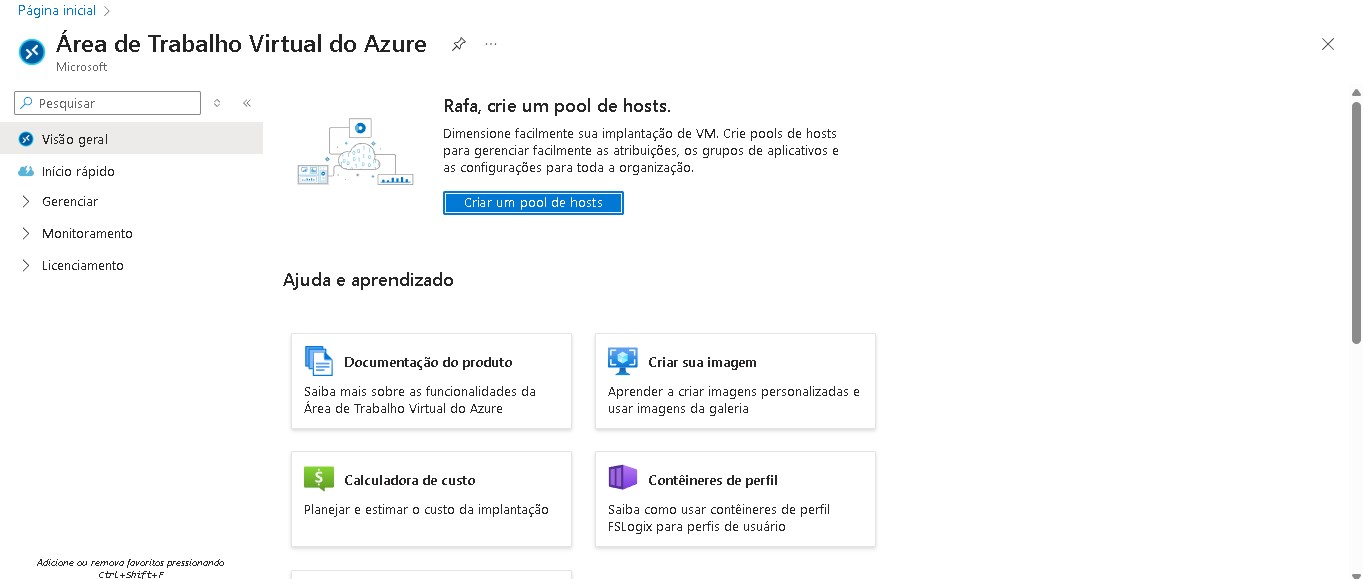 Página inicial
Área de Trabalho Virtual do Azure
Microsoft
Pesquisar
Visão geral
Início rápido
Gerenciar
Monitoramento
Licenciamento
Adicione ou remova favoritos pressionando
Ctrl+Shift+F
Rafa, crie um pool de hosts.
Dimensione facilmente sua implantação de VM. Crie pools de hosts
para gerenciar facilmente as atribuições, os grupos de aplicativos e
as configurações para toda a organização.
Criar um pool de hosts
Ajuda e aprendizado
Documentação do produto
Saiba mais sobre as funcionalidades da
Área de Trabalho Virtual do Azure
Criar sua imagem
Aprender a criar imagens personalizadas e
usar imagens da galeria
Calculadora de custo
Planejar e estimar o custo da implantação
Contêineres de perfil
Saiba como usar contêineres de perfil
FSLogix para perfis de usuário